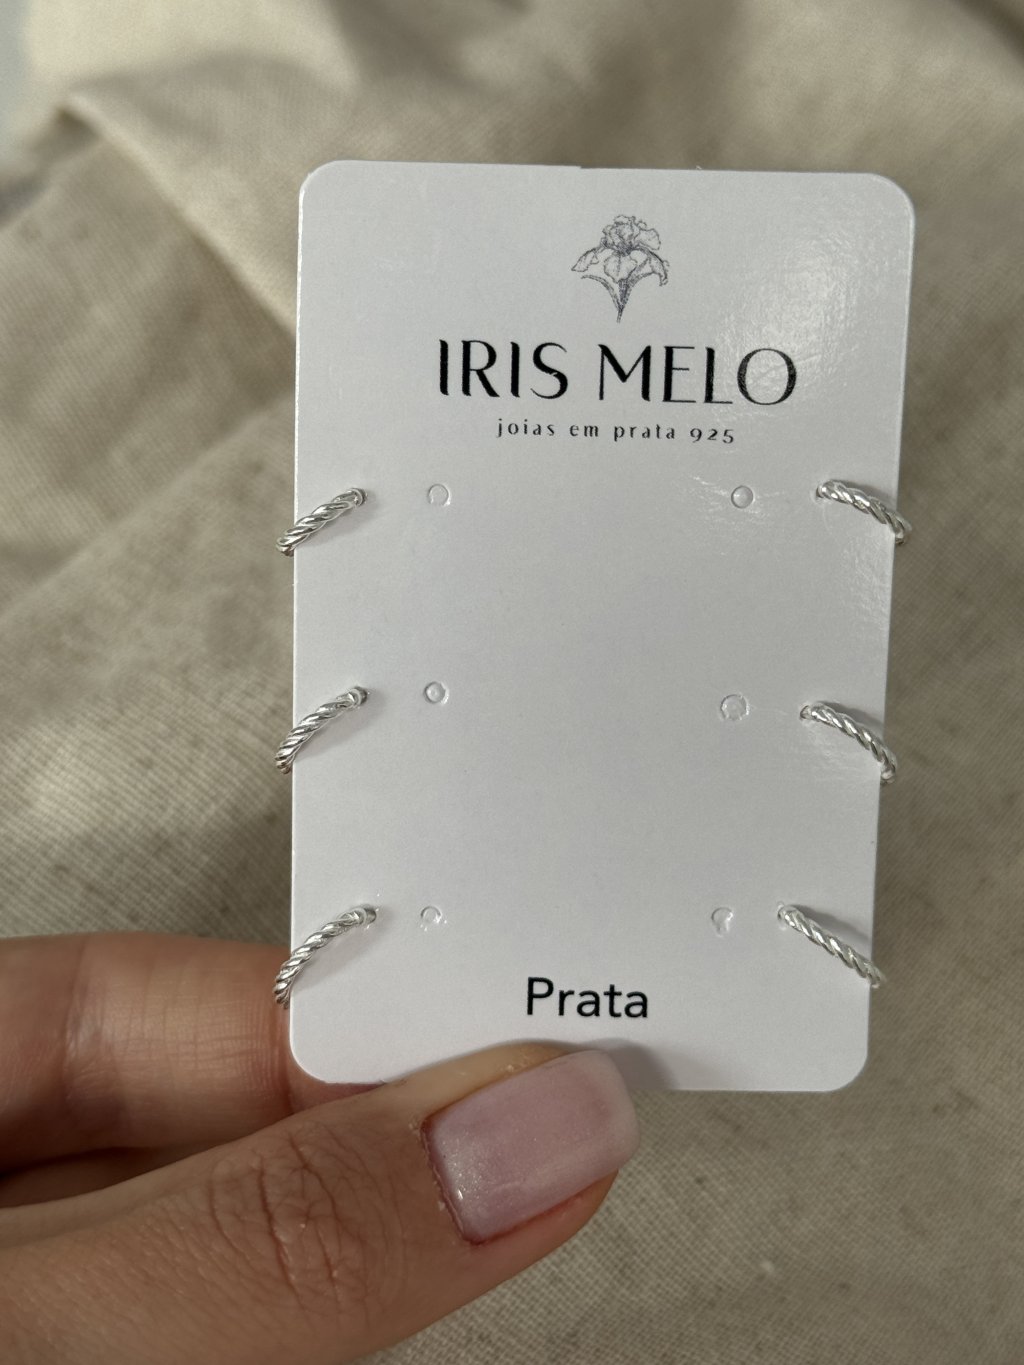 IRIS MELO
joias em prata 925
Prata